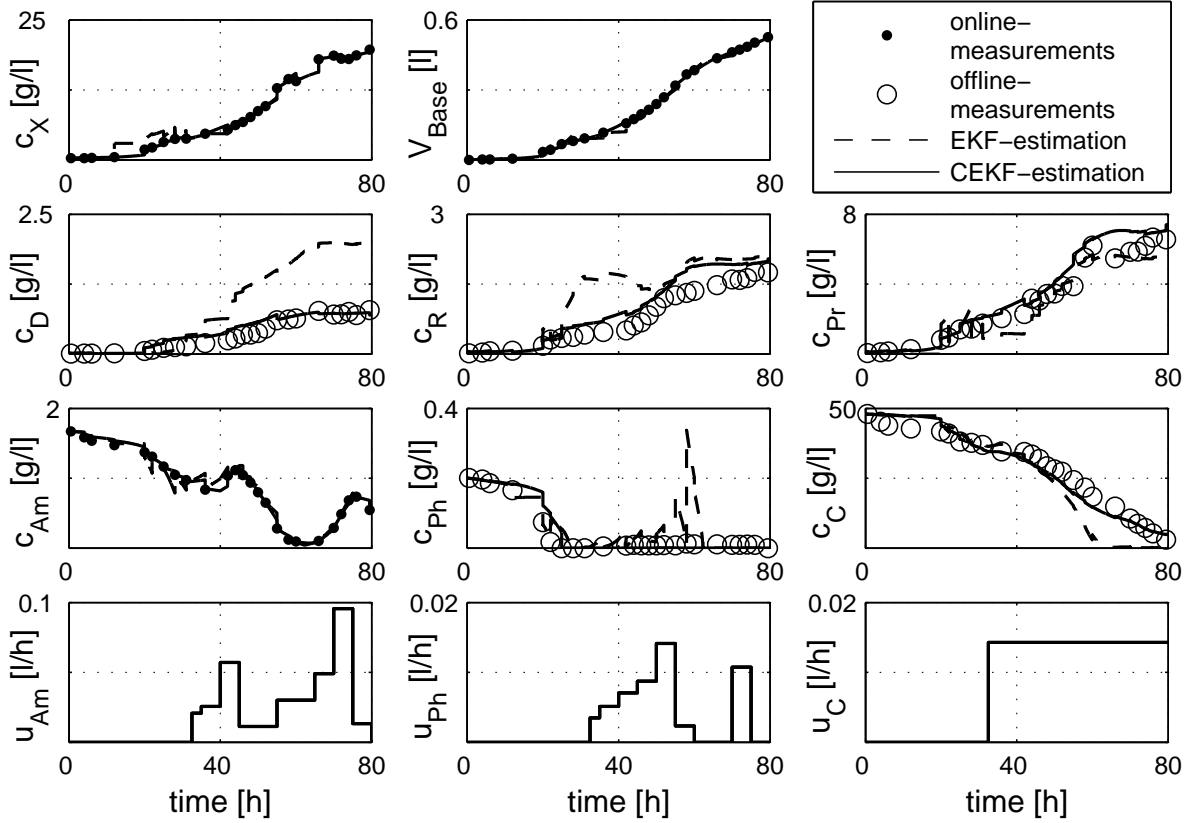 25
c_X [g/l]
0
80
0.6
V_Base [l]
0
80
online−
measurements
offline−
measurements
EKF−estimation
CEKF−estimation
2.5
c_D [g/l]
0
80
3
c_R [g/l]
0
80
8
c_Pr [g/l]
0
40
80
2
c_Am [g/l]
0
80
0.4
c_Ph [g/l]
0
80
50
c_C [g/l]
0
40
80
0.1
u_Am [l/h]
0
40
80
time [h]
0.02
u_Ph [l/h]
0
40
80
time [h]
0.02
u_C [l/h]
0
40
80
time [h]